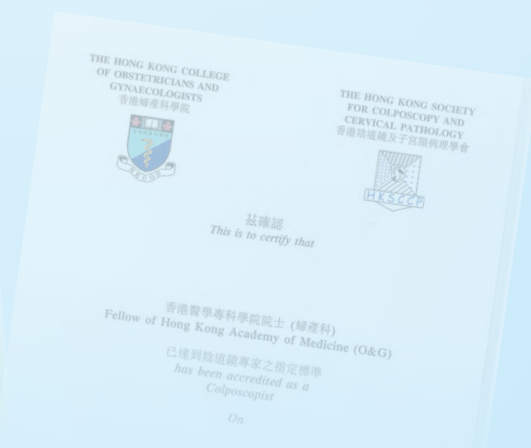 THE HONG KONG COLLEGE
OF OBSTETRICIANS AND
GYNAECOLOGISTS
香港婦產科學院
HKCOG
THE HONG KONG SOCIETY
FOR COLPOSCOPY AND
CERVICAL PATHOLOGY
香港陰道鏡及子宮頸病理學會
HKSCCP
茲確認
This is to certify that
香港醫學專科學院院士 (婦產科)
Fellow of Hong Kong Academy of Medicine (O&G)
已達到陰道鏡專家之指定標準
has been accredited as a
Colposcopist
On